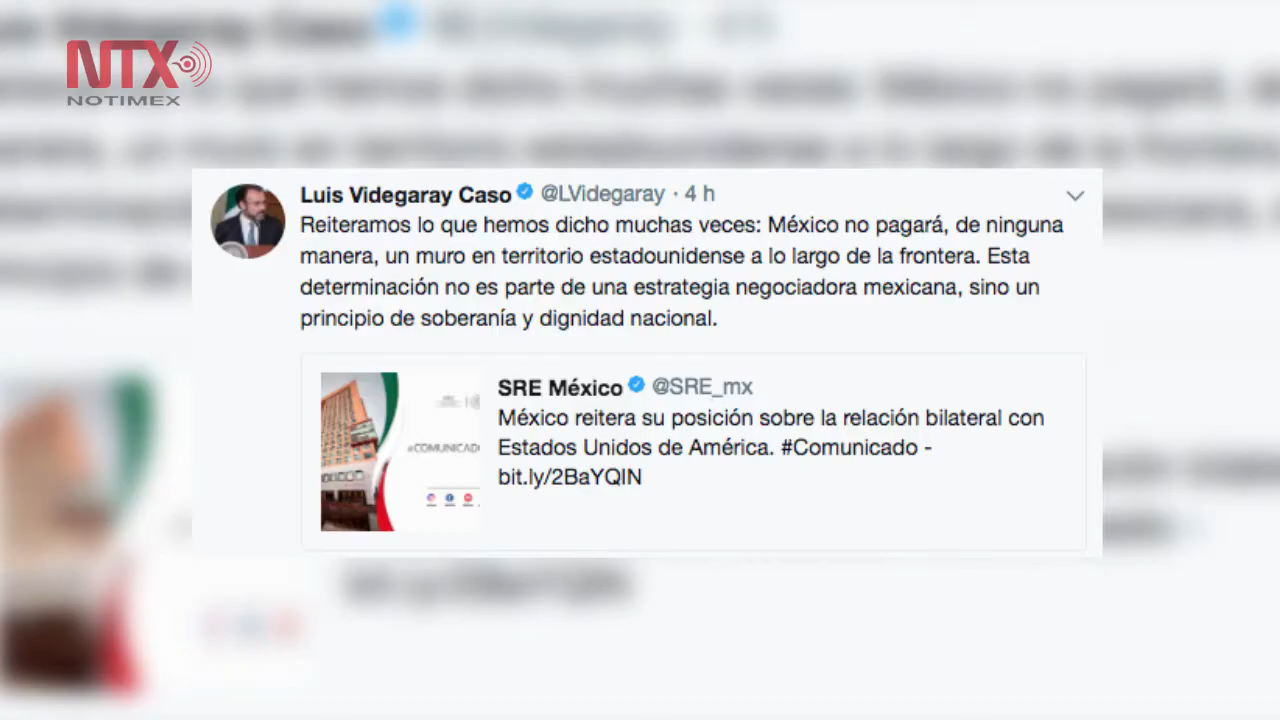 NTX
NOTIMEX
Luis Videgaray Caso @LVidegaray · 4 h
Reiteramos lo que hemos dicho muchas veces: México no pagará, de ninguna
manera, un muro en territorio estadounidense a lo largo de la frontera. Esta
determinación no es parte de una estrategia negociadora mexicana, sino un
principio de soberanía y dignidad nacional.
SRE México @SRE_mx
México reitera su posición sobre la relación bilateral con
Estados Unidos de América. #Comunicado -
bit.ly/2BaYQIN
#COMUNICADO